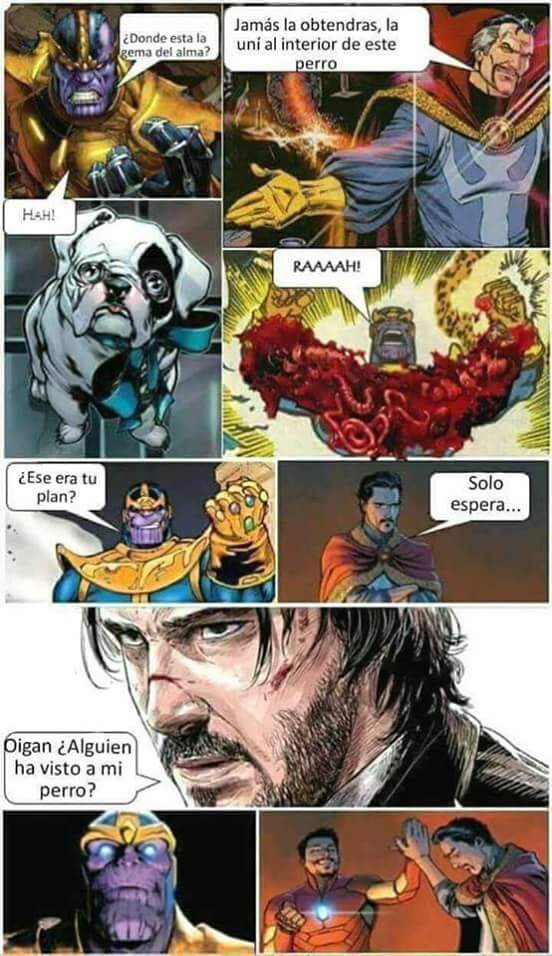 ¿Donde esta la
gema del alma?
Jamás la obtendras, la
uní al interior de este
perro
HAH!
RAAAAH!
¿Ese era tu
plan?
Solo
espera...
Oigan ¿Alguien
ha visto a mi
perro?